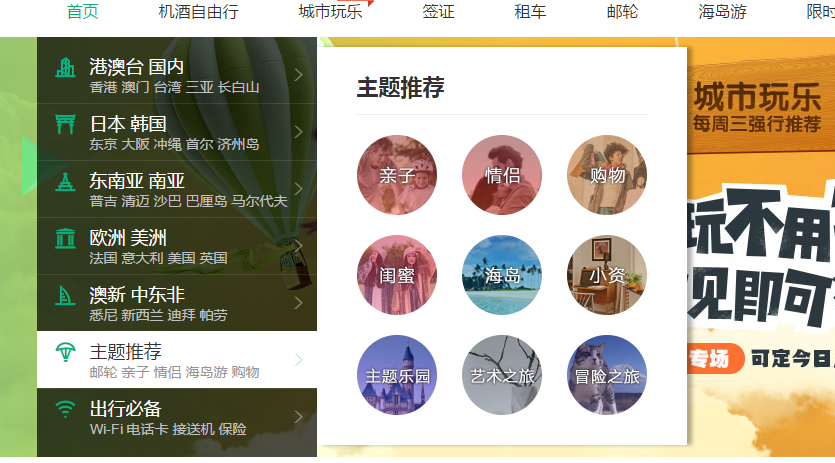 首页 机酒自由行 城市玩乐 签证 租车 邮轮 海岛游 限时
港澳台 国内
香港 澳门 台湾 三亚 长白山
日本 韩国
东京 大阪 冲绳 首尔 济州岛
东南亚 南亚
普吉 清迈 沙巴 巴厘岛 马尔代夫
欧洲 美洲
法国 意大利 美国 英国
澳新 中东非
悉尼 新西兰 迪拜 帕劳
主题推荐
邮轮 亲子 情侣 海岛游 购物
出行必备
Wi-Fi 电话卡 接送机 保险
主题推荐
亲子 情侣 购物
闺蜜 海岛 小资
主题乐园 艺术之旅 冒险之旅
城市玩乐
每周三强行推荐
玩不用
见即可
专场 可定今日